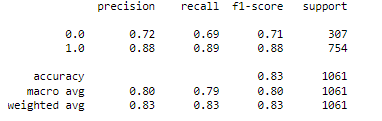 precision recall f1-score support
0.0 0.72 0.69 0.71 307
1.0 0.88 0.89 0.88 754
accuracy 0.83 1061
macro avg 0.80 0.79 0.80 1061
weighted avg 0.83 0.83 0.83 1061